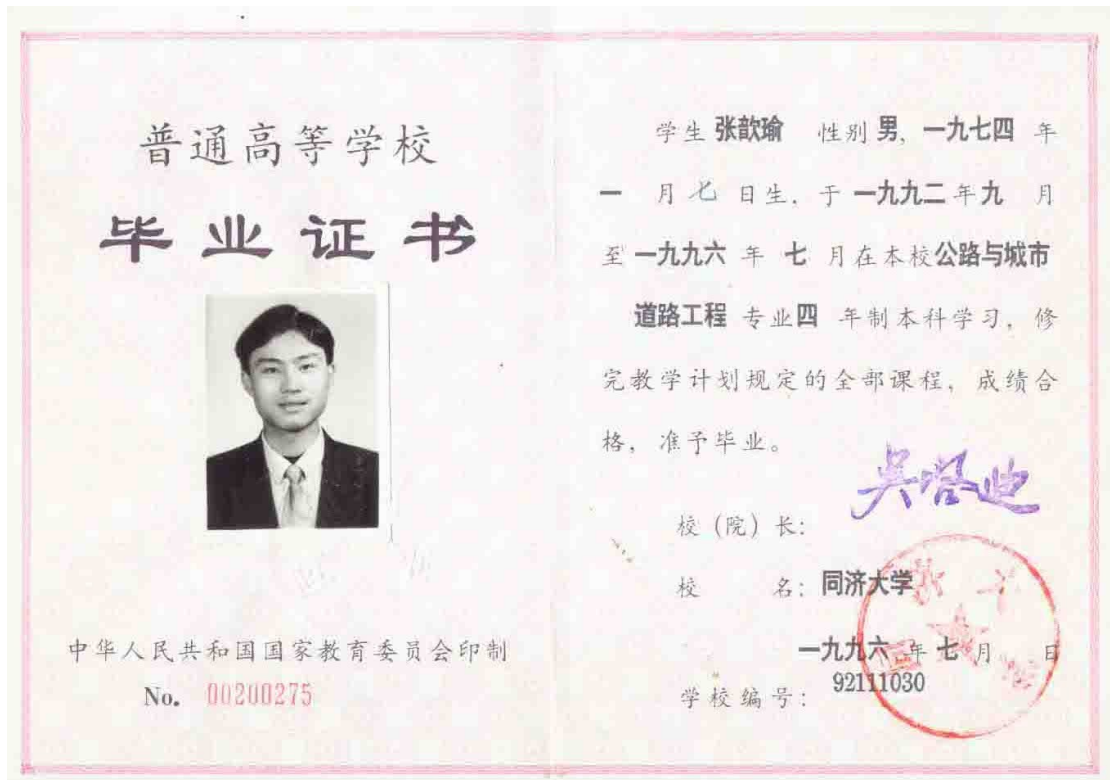 普通高等学校
毕业证书
中华人民共和国国家教育委员会印制
No. 00200275
学生 张歆瑜 性别 男, 一九七四 年
一 月 七 日生, 于 一九九二 年 九 月
至 一九九六 年 七 月在本校 公路与城市
道路工程 专业 四 年制本科学习, 修
完教学计划规定的全部课程, 成绩合
格, 准予毕业。
吴启迪
校 (院) 长:
校 名: 同济大学
一九九六 年 七 月 日
学校编号: 92111030